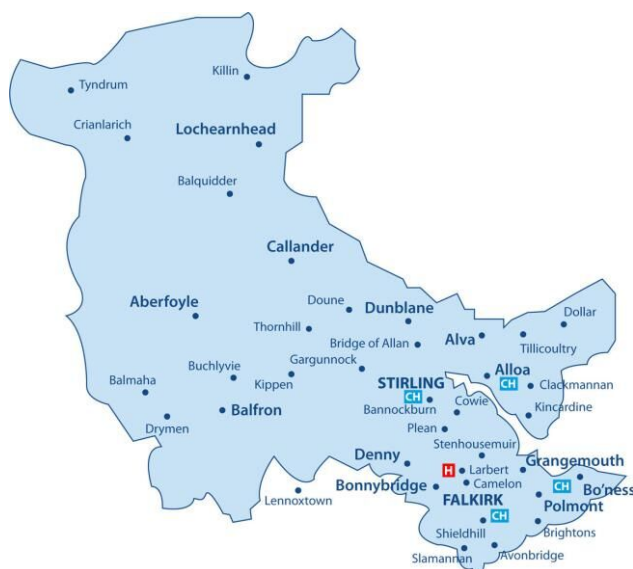 Killin
Tyndrum
Crianlarich
Lochearnhead
Balquidder
Callander
Aberfoyle
Doune
Dunblane
Dollar
Thornhill
Bridge of Allan
Alva
Tillicoultry
Gargunnock
Buchlyvie
Kippen
Alloa
CH
Clackmannan
Balmaha
STIRLING
CH
Bannockburn
Cowie
Kincardine
Balfron
Drymen
Plean
Stenhousemuir
Denny
Grangemouth
H
Larbert
Camelon
CH
Bo'ness
Bonnybridge
Lennoxtown
FALKIRK
CH
Polmont
Shieldhill
Brightons
Slamannan
Avonbridge